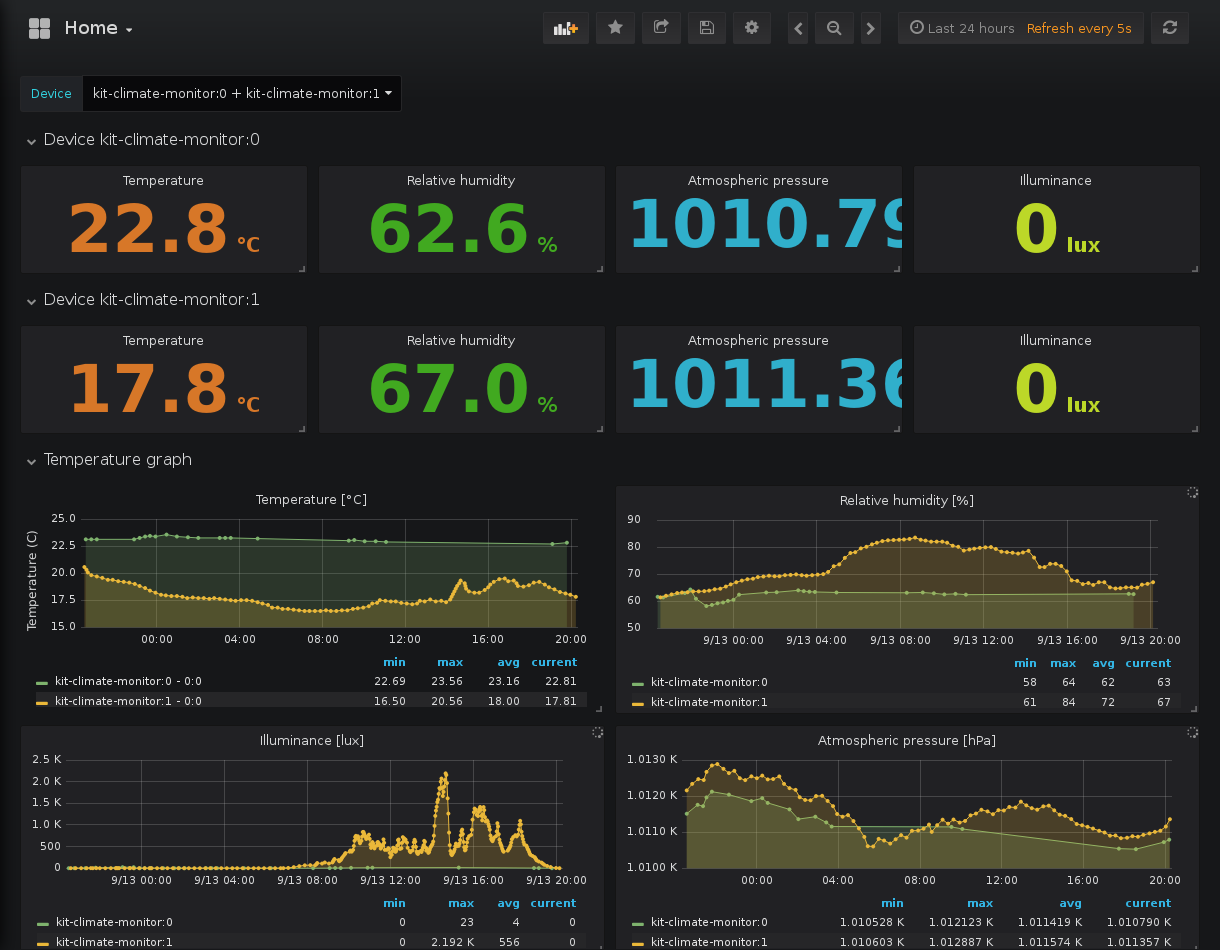 Home
Last 24 hours Refresh every 5s
Device kit-climate-monitor:0 + kit-climate-monitor:1
Device kit-climate-monitor:0
Temperature Relative humidity Atmospheric pressure Illuminance
22.8 °C 62.6 % 1010.79 0 lux
Device kit-climate-monitor:1
Temperature Relative humidity Atmospheric pressure Illuminance
17.8 °C 67.0 % 1011.36 0 lux
Temperature graph
Temperature [°C]
Temperature (C)
25.0
22.5
20.0
17.5
15.0
00:00 04:00 08:00 12:00 16:00 20:00
min max avg current
kit-climate-monitor:0 - 0:0 22.69 23.56 23.16 22.81
kit-climate-monitor:1 - 0:0 16.50 20.56 18.00 17.81
Relative humidity [%]
90
80
70
60
50
9/13 00:00 9/13 04:00 9/13 08:00 9/13 12:00 9/13 16:00 9/13 20:00
min max avg current
kit-climate-monitor:0 58 64 62 63
kit-climate-monitor:1 61 84 72 67
Illuminance [lux]
2.5 K
2.0 K
1.5 K
1.0 K
500
0
9/13 00:00 9/13 04:00 9/13 08:00 9/13 12:00 9/13 16:00 9/13 20:00
min max avg current
kit-climate-monitor:0 0 23 4 0
kit-climate-monitor:1 0 2.192 K 556 0
Atmospheric pressure [hPa]
1.0130 K
1.0120 K
1.0110 K
1.0100 K
00:00 04:00 08:00 12:00 16:00 20:00
min max avg current
kit-climate-monitor:0 1.010528 K 1.012123 K 1.011419 K 1.010790 K
kit-climate-monitor:1 1.010603 K 1.012887 K 1.011574 K 1.011357 K